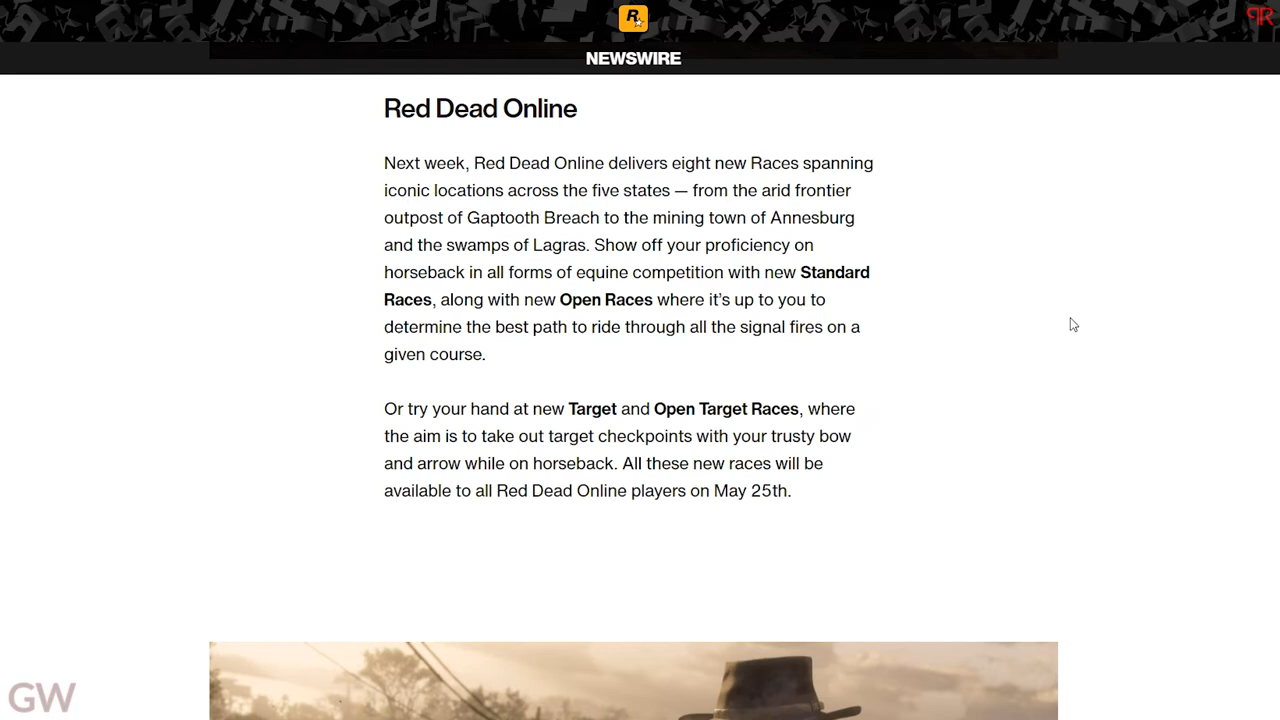 R
NEWSWIRE
Red Dead Online
Next week, Red Dead Online delivers eight new Races spanning
iconic locations across the five states — from the arid frontier
outpost of Gaptooth Breach to the mining town of Annesburg
and the swamps of Lagras. Show off your proficiency on
horseback in all forms of equine competition with new Standard
Races, along with new Open Races where it’s up to you to
determine the best path to ride through all the signal fires on a
given course.
Or try your hand at new Target and Open Target Races, where
the aim is to take out target checkpoints with your trusty bow
and arrow while on horseback. All these new races will be
available to all Red Dead Online players on May 25th.
GW